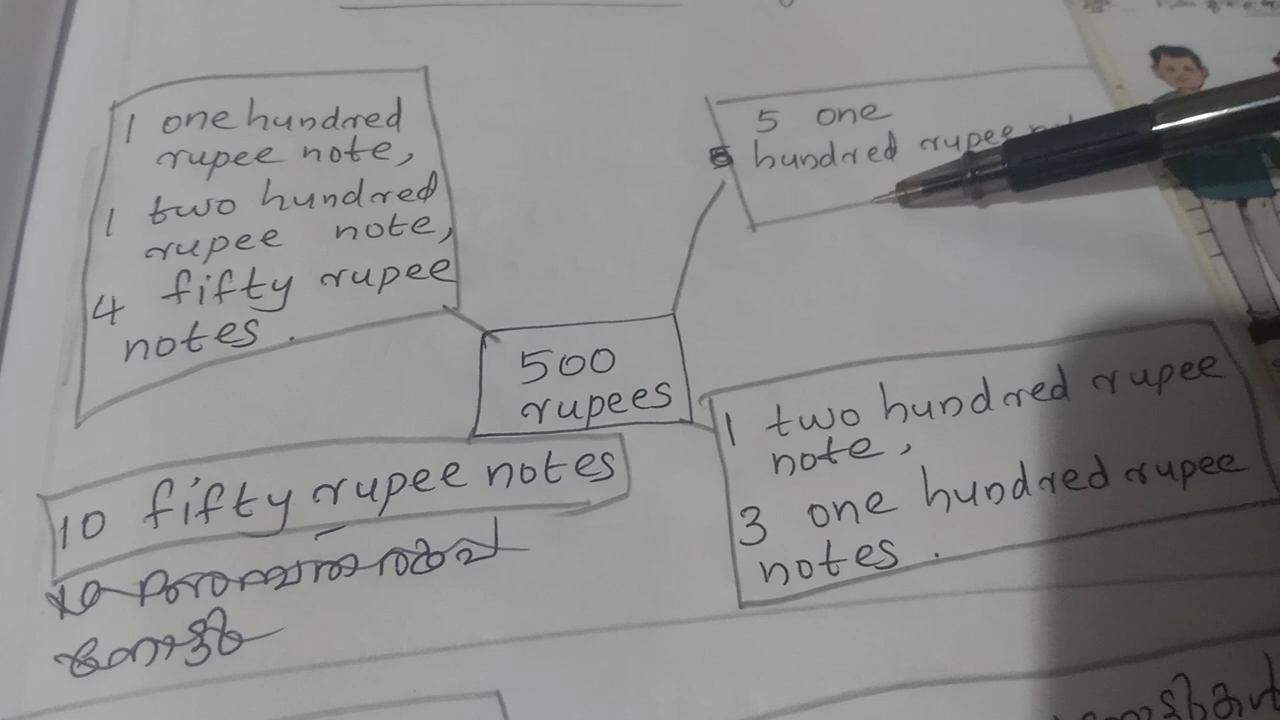 1 one hundred
rupee note,
1 two hundred
rupee note,
4 fifty rupee
notes.
5 one
hundred rupee
500
rupees
1 two hundred rupee
note,
3 one hundred rupee
notes.
10 fifty rupee notes